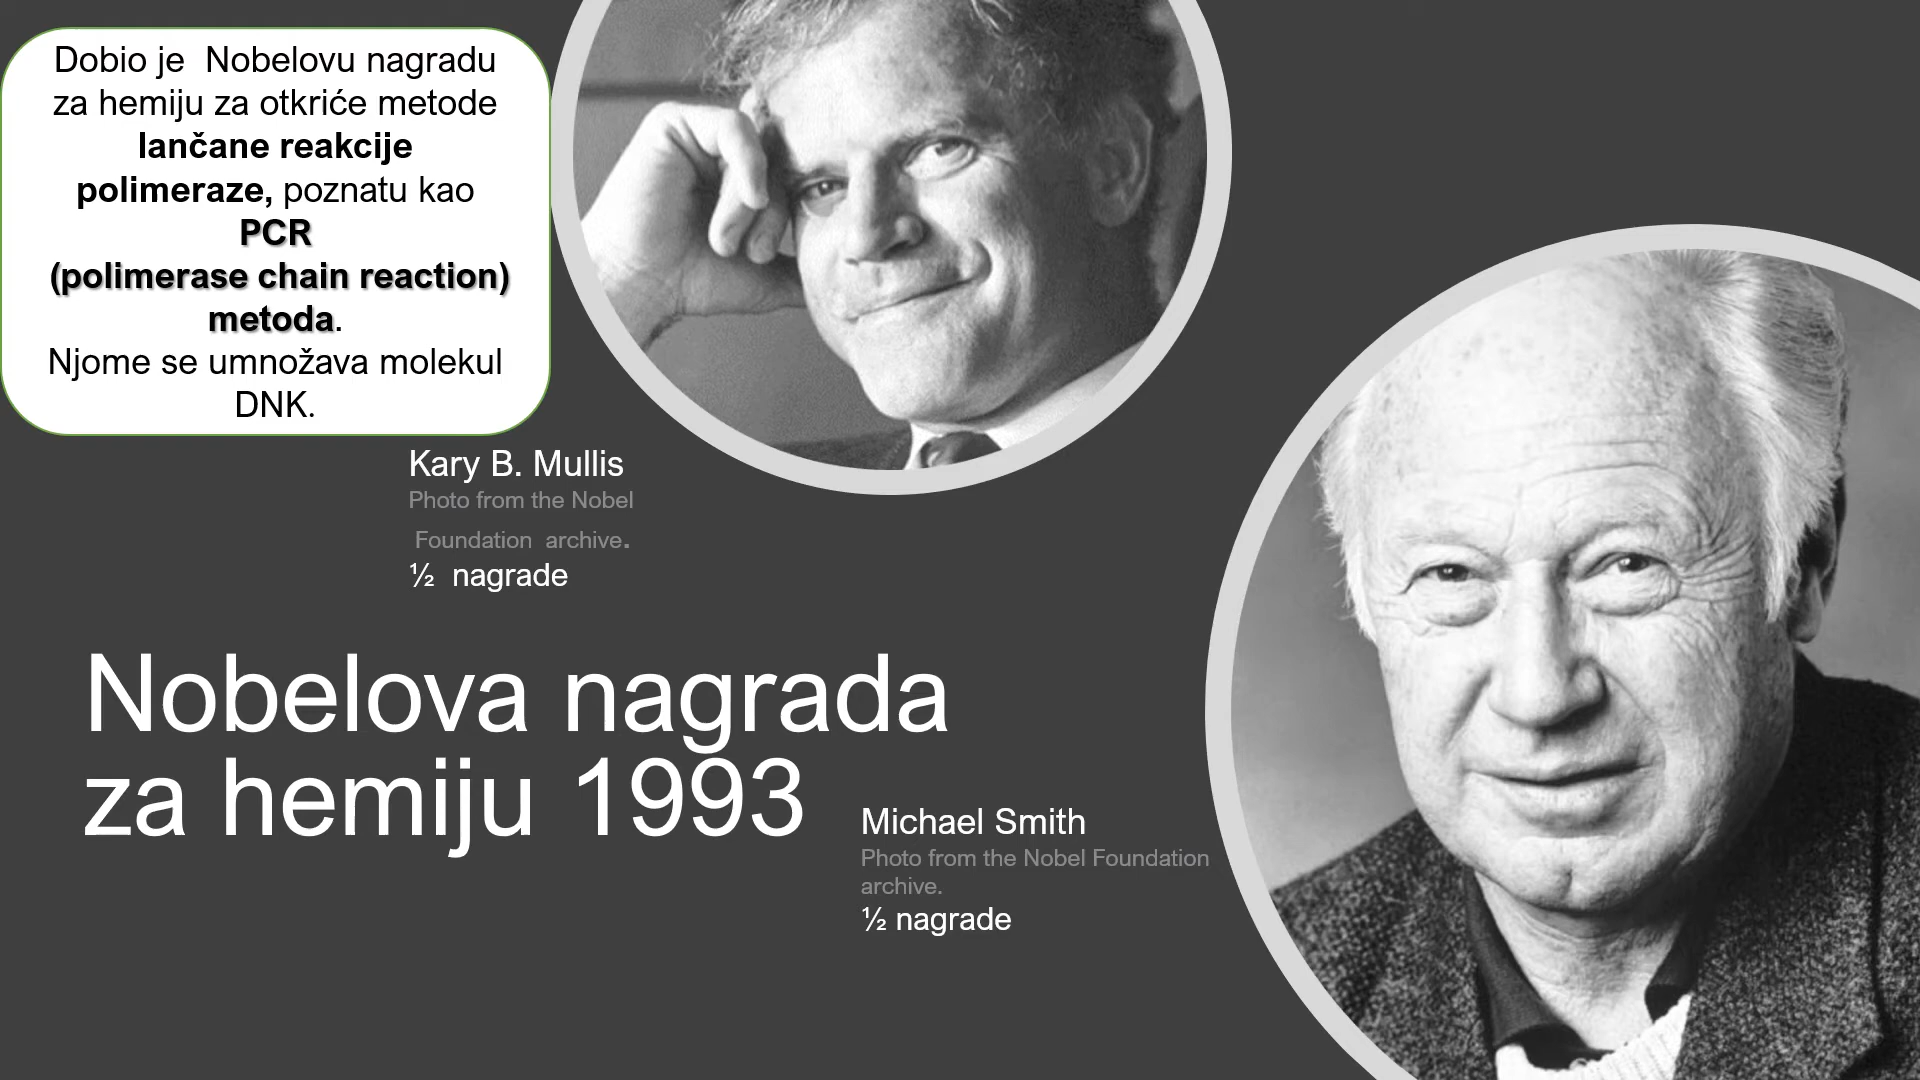 Dobio je  Nobelovu nagradu
za hemiju za otkriće metode
lančane reakcije
polimeraze, poznatu kao
PCR
(polimerase chain reaction)
metoda.
Njome se umnožava molekul
DNK.
Kary B. Mullis
Photo from the Nobel
Foundation  archive.
½  nagrade
Nobelova nagrada
za hemiju 1993
Michael Smith
Photo from the Nobel Foundation
archive.
½ nagrade